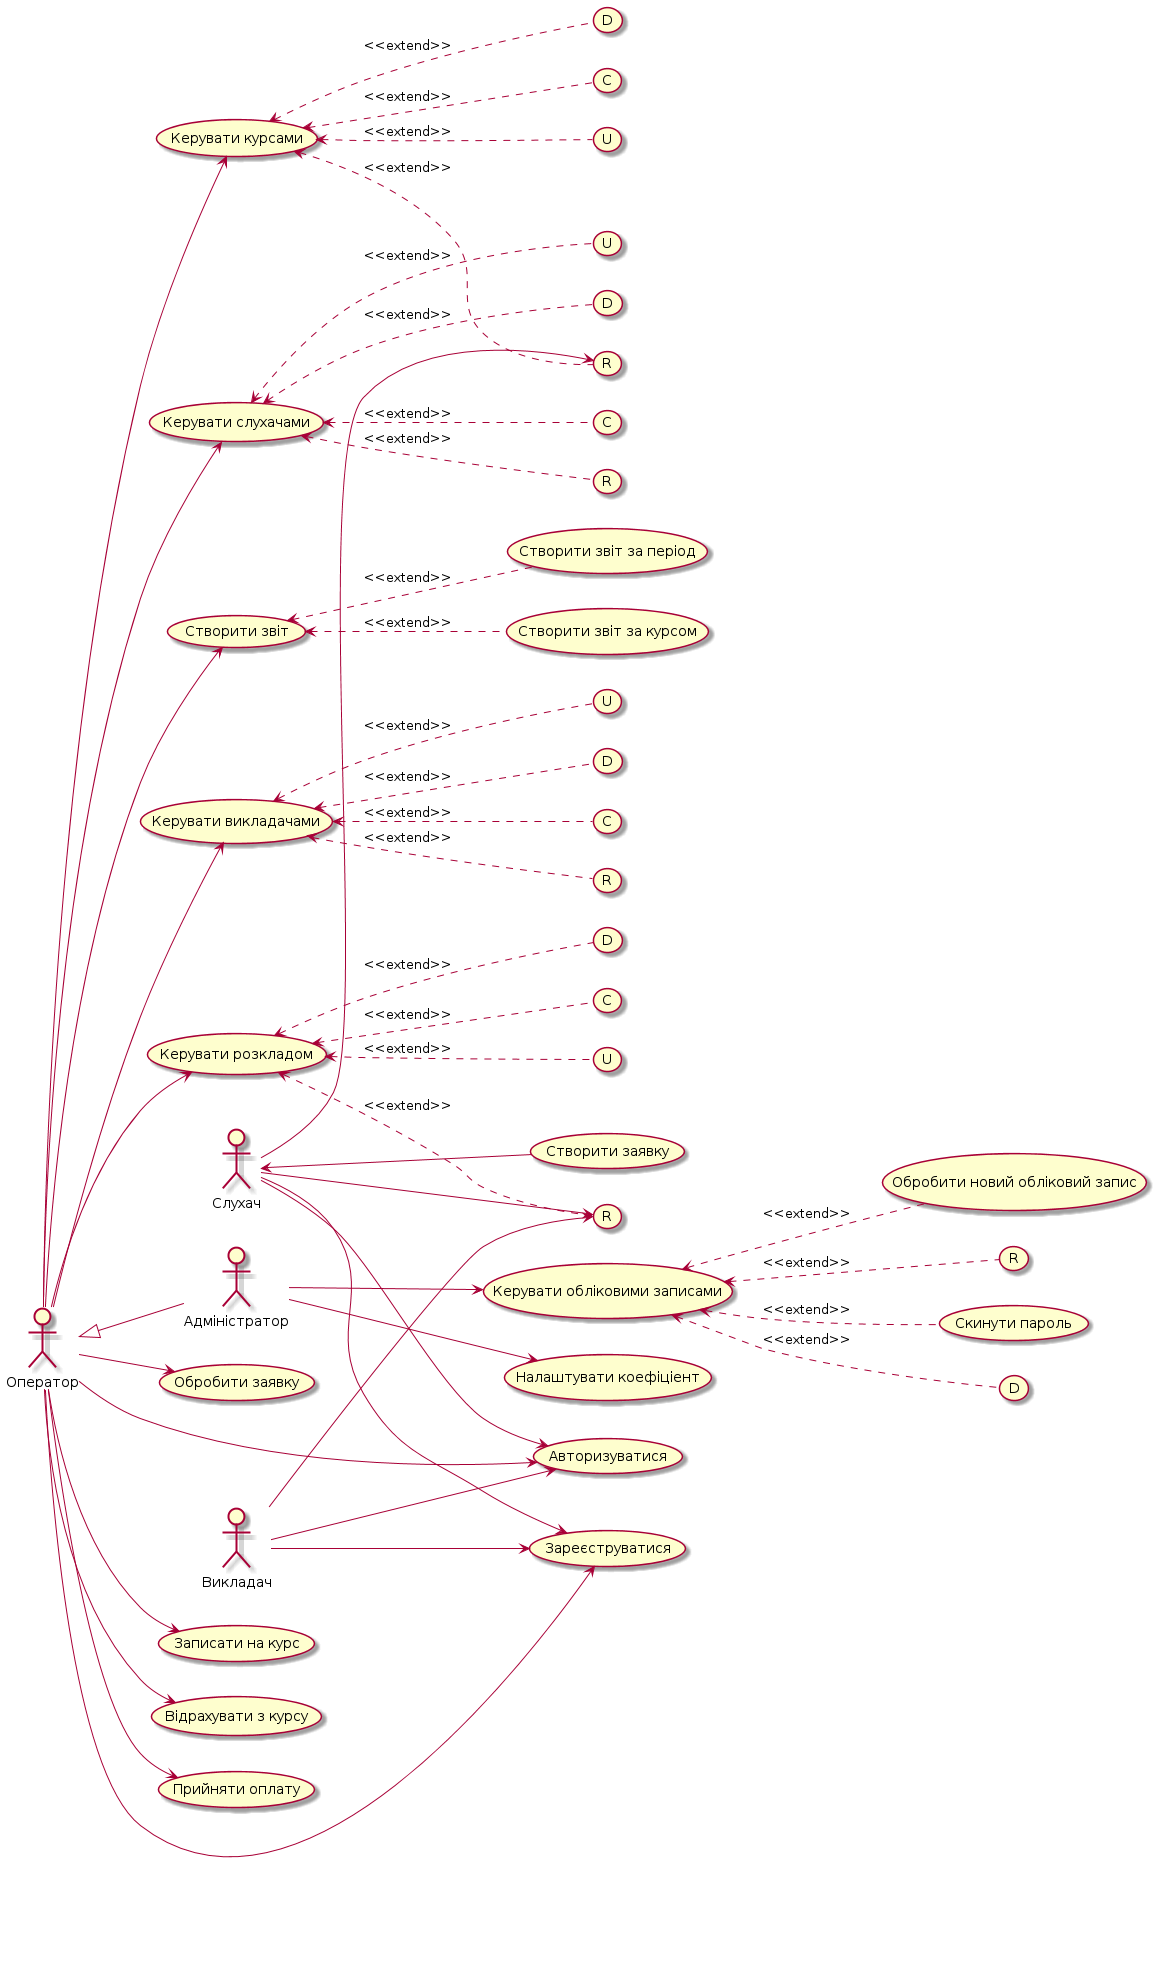 D
<<extend>>
C
<<extend>>
Керувати курсами
<<extend>>
U
<<extend>>
U
<<extend>>
D
<<extend>>
R
Керувати слухачами
<<extend>>
C
<<extend>>
R
Створити звіт за період
<<extend>>
Створити звіт
<<extend>>
Створити звіт за курсом
U
<<extend>>
D
<<extend>>
Керувати викладачами
<<extend>>
C
<<extend>>
R
D
<<extend>>
C
<<extend>>
Керувати розкладом
<<extend>>
U
<<extend>>
Створити заявку
Обробити новий обліковий запис
Слухач
R
<<extend>>
R
<<extend>>
Керувати обліковими записами
<<extend>>
Скинути пароль
Адміністратор
<<extend>>
Налаштувати коефіціент
D
Оператор
Обробити заявку
Авторизуватися
Зареєструватися
Викладач
Записати на курс
Відрахувати з курсу
Прийняти оплату